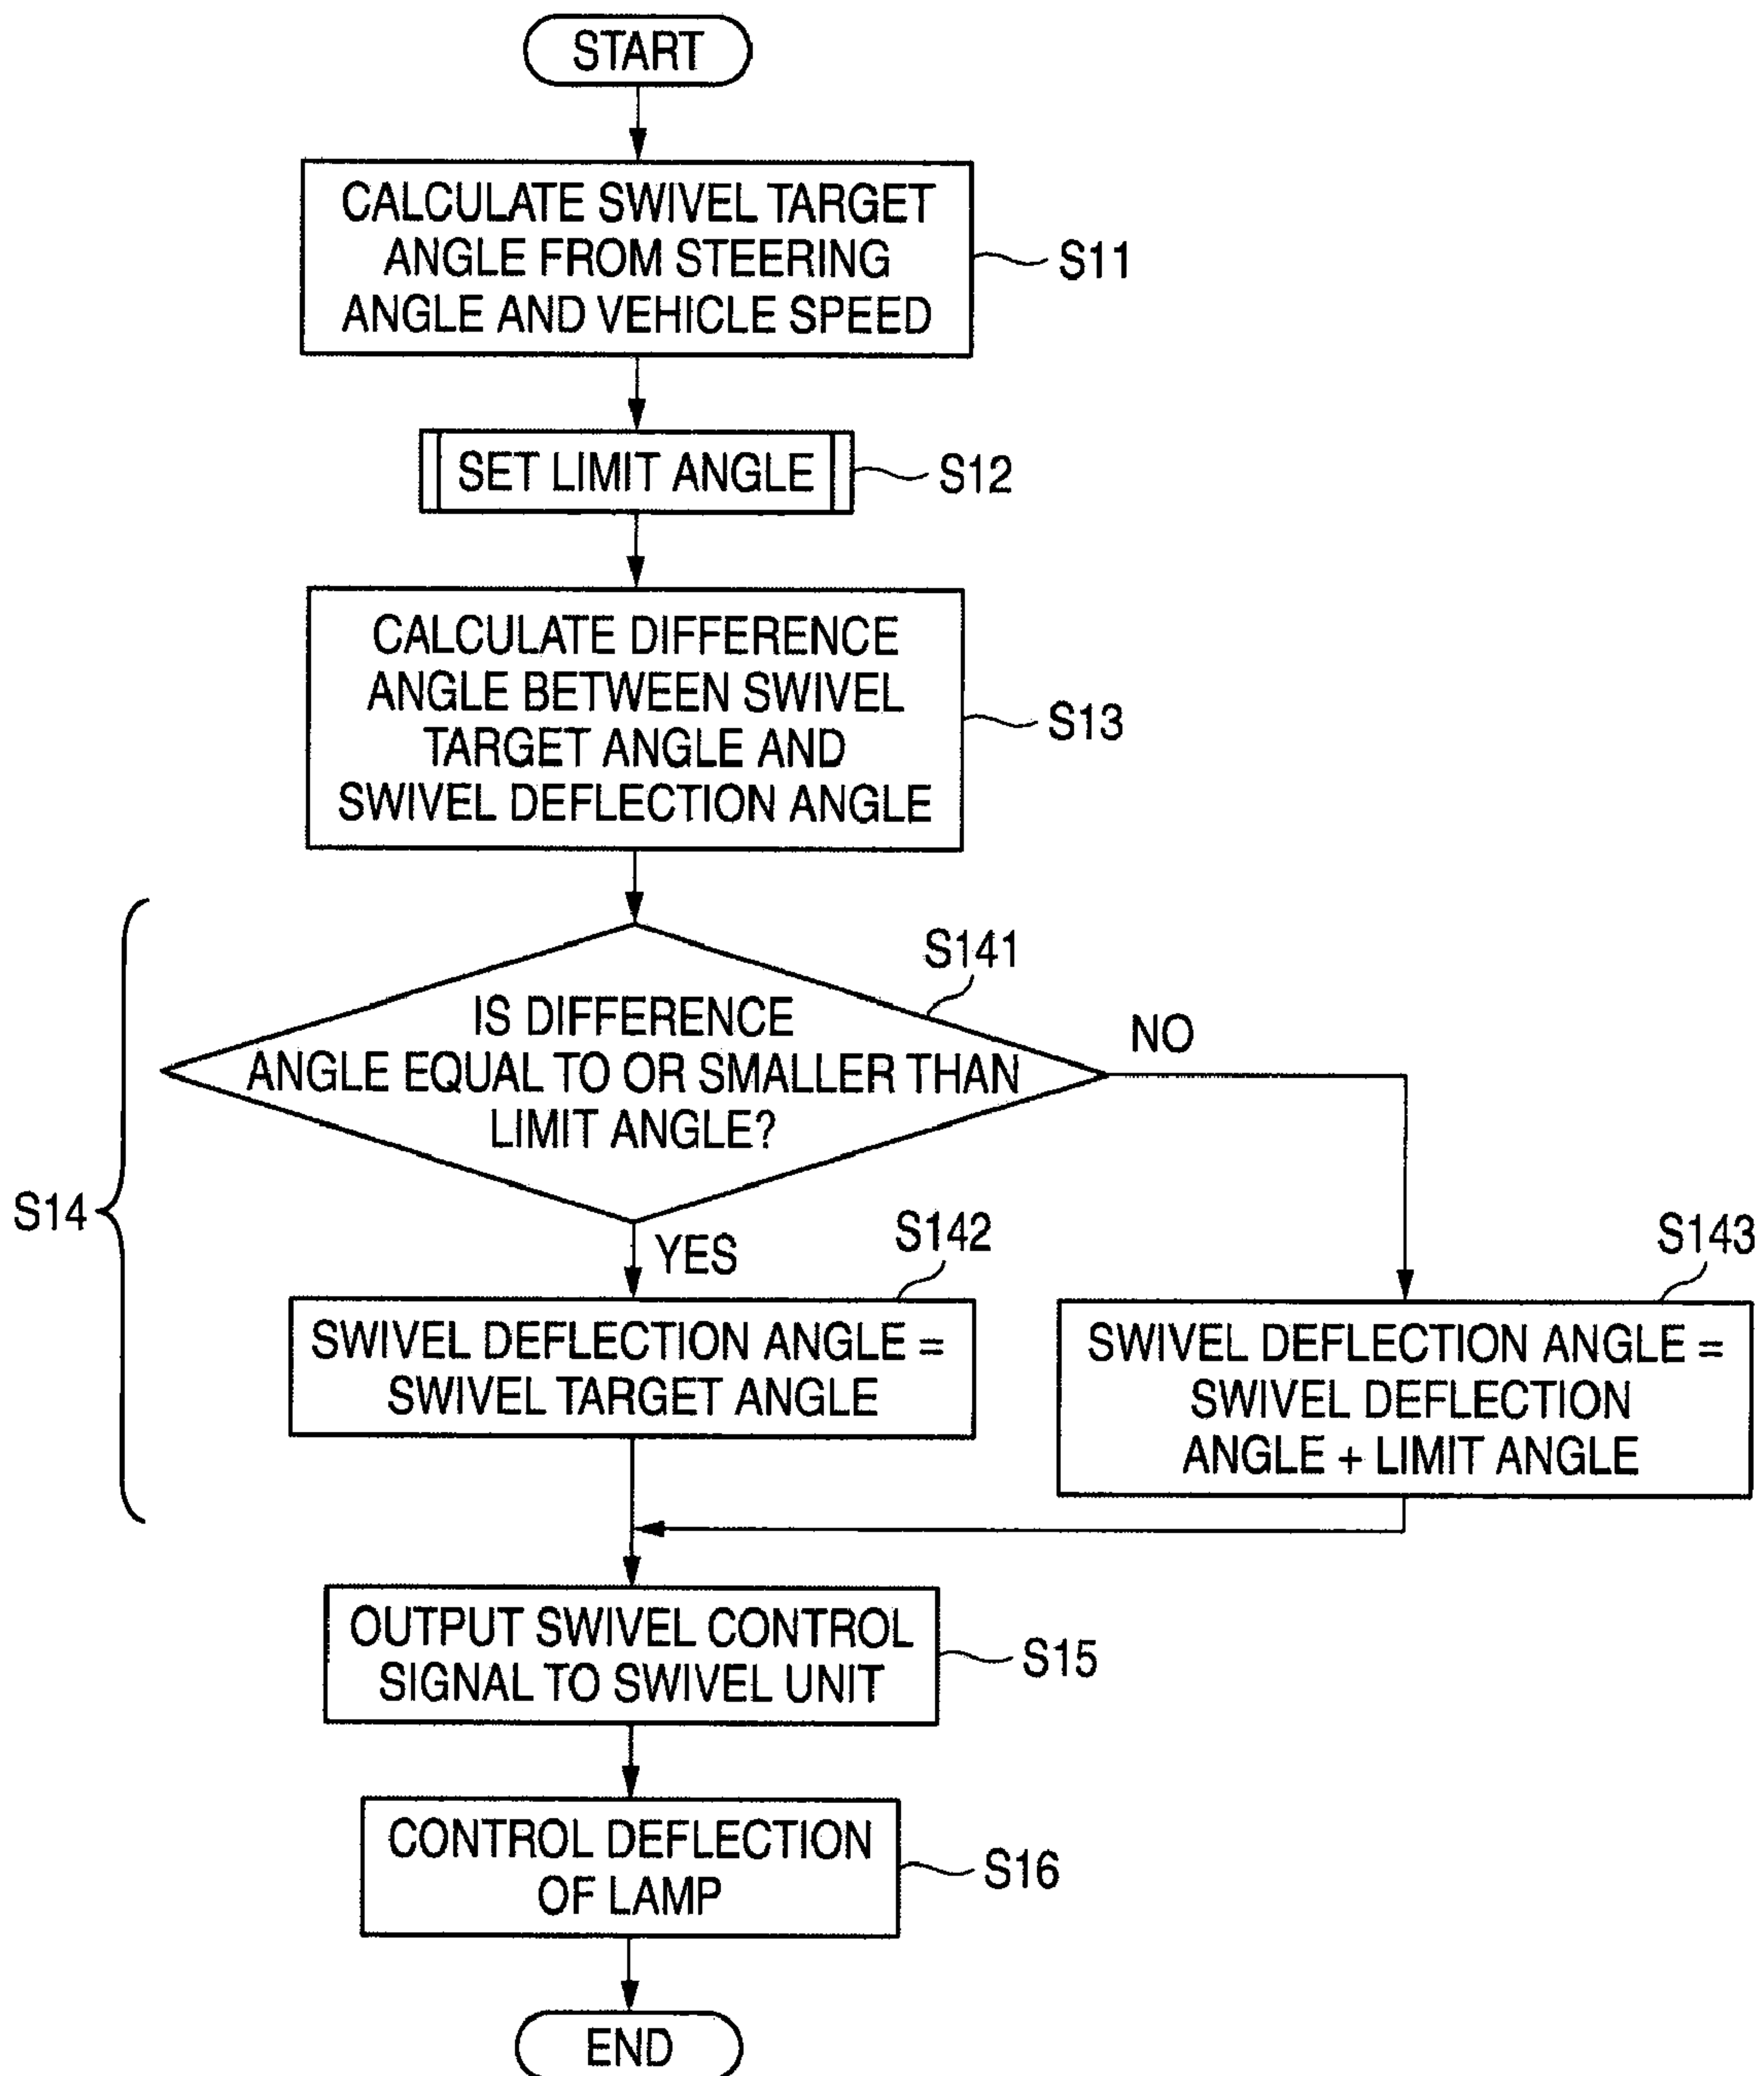 START
CALCULATE SWIVEL TARGET
ANGLE FROM STEERING
ANGLE AND VEHICLE SPEED
S11
SET LIMIT ANGLE
S12
CALCULATE DIFFERENCE
ANGLE BETWEEN SWIVEL
TARGET ANGLE AND
SWIVEL DEFLECTION ANGLE
S13
S14
S141
IS DIFFERENCE
ANGLE EQUAL TO OR SMALLER THAN
LIMIT ANGLE?
NO
YES
S142
SWIVEL DEFLECTION ANGLE =
SWIVEL TARGET ANGLE
S143
SWIVEL DEFLECTION ANGLE =
SWIVEL DEFLECTION
ANGLE + LIMIT ANGLE
OUTPUT SWIVEL CONTROL
SIGNAL TO SWIVEL UNIT
S15
CONTROL DEFLECTION
OF LAMP
S16
END